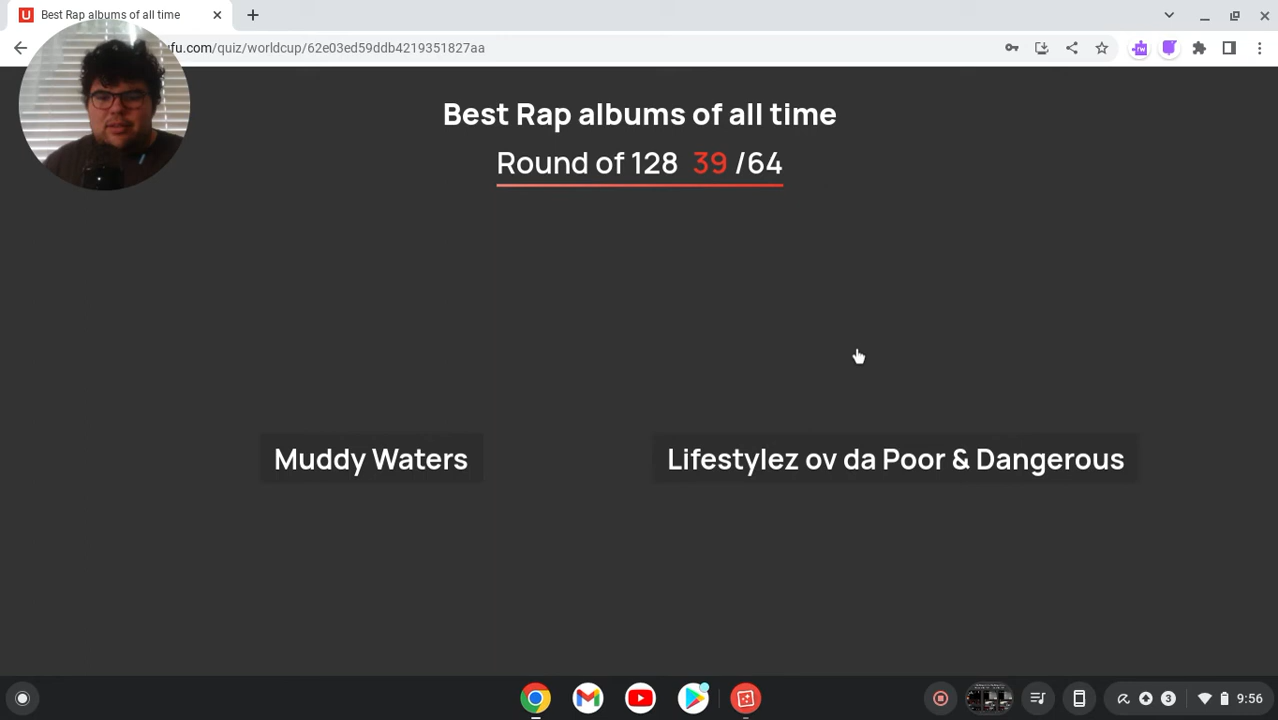 Best Rap albums of all time
fu.com/quiz/worldcup/62e03ed59ddb4219351827aa
Best Rap albums of all time
Round of 128 39 /64
Muddy Waters
Lifestylez ov da Poor & Dangerous
3
9:56